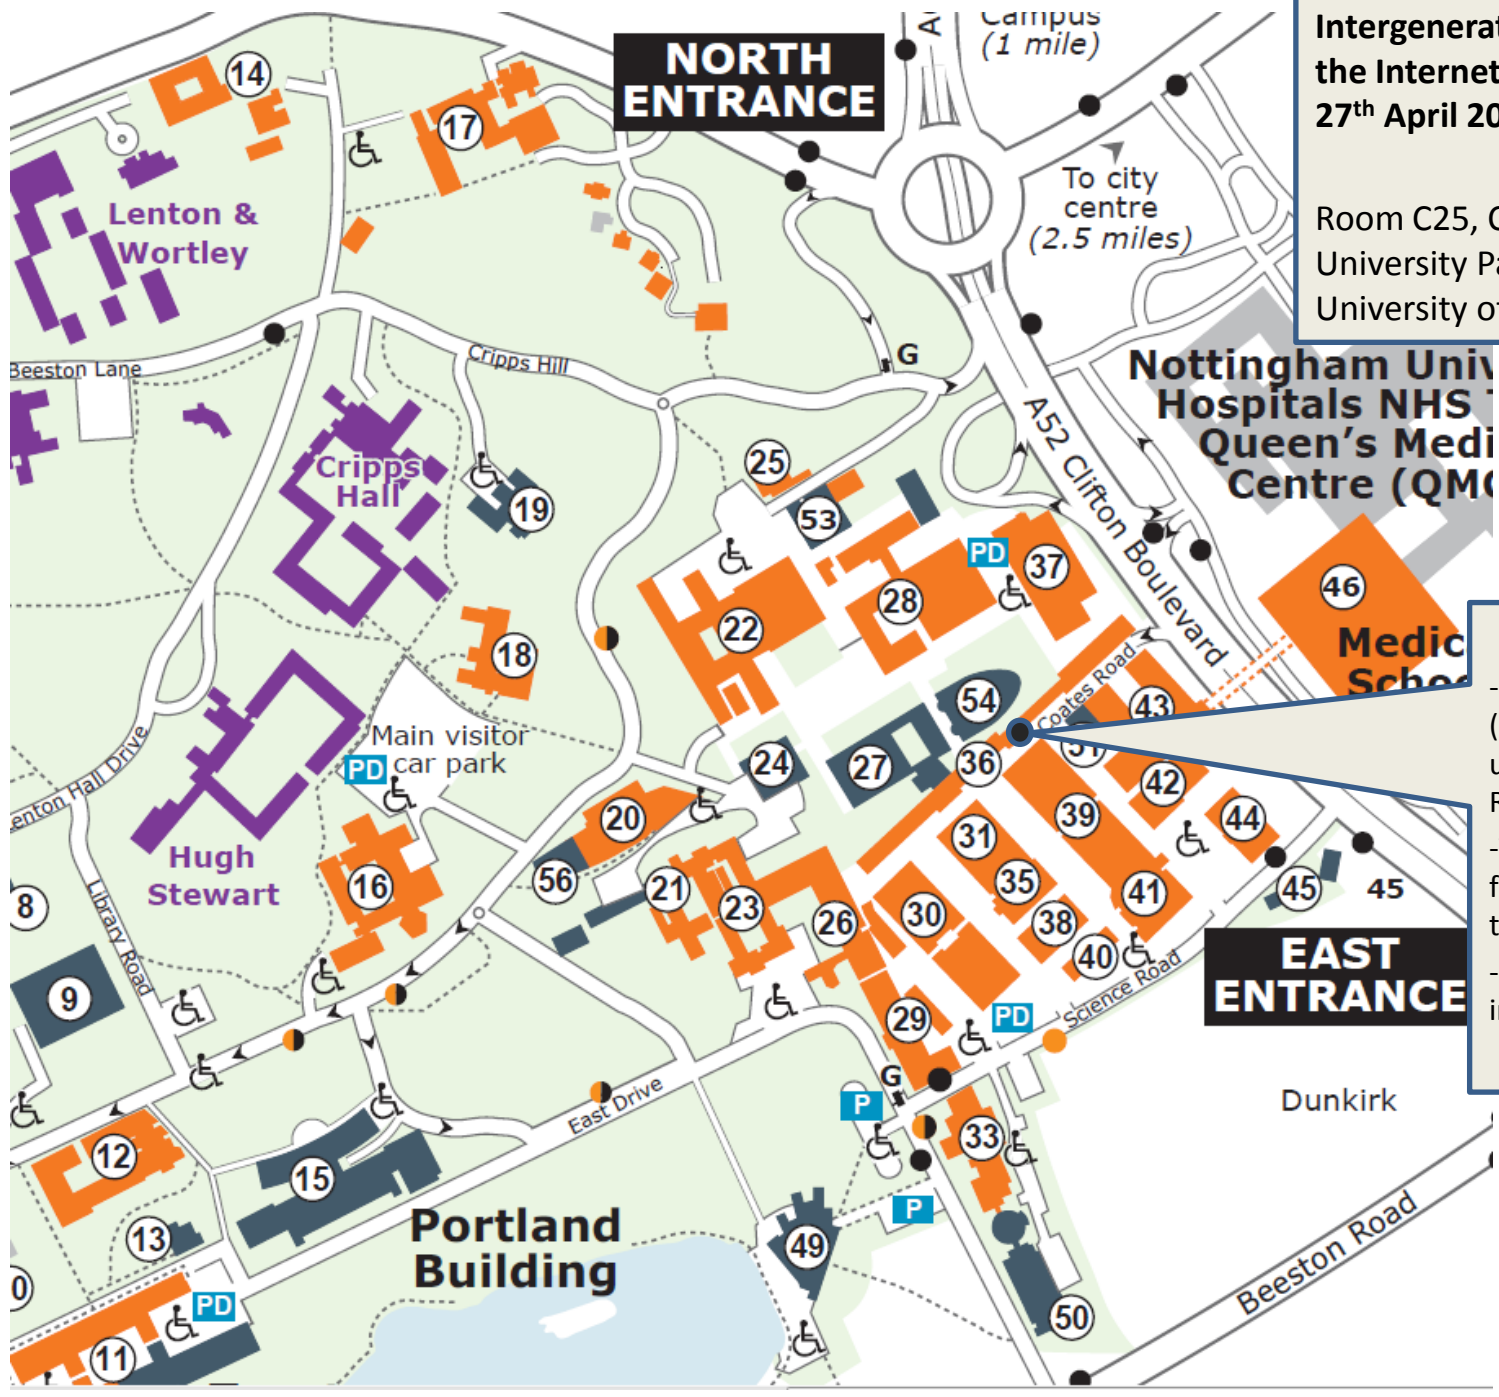 Campus
(1 mile)
NORTH
ENTRANCE
Intergenerat
the Internet
27th April 20
Room C25, C
University Pa
University of
To city
centre
(2.5 miles)
14
17
Lenton &
Wortley
Beeston Lane
Cripps Hill
G
A52 Clifton Boulevard
Nottingham Univ
Hospitals NHS T
Queen's Medi
Centre (QMC
Cripps
Hall
19
25
53
PD
37
46
22
28
18
Medic
Schoo
Main visitor
car park
PD
54
Coates Road
43
24
27
36
51
42
Lenton Hall Drive
Hugh
Stewart
20
31
39
44
56
16
21
23
35
41
45
45
8
Library Road
26
30
38
40
EAST
ENTRANCE
9
29
PD
Science Road
G
P
East Drive
Dunkirk
33
12
15
13
P
Portland
Building
49
Beeston Road
0
PD
50
11
-
(
u
R
-
f
t
-
i